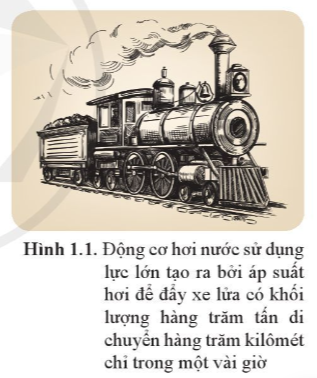 Hình 1.1. Động cơ hơi nước sử dụng
lực lớn tạo ra bởi áp suất
hơi để đẩy xe lửa có khối
lượng hàng trăm tấn di
chuyển hàng trăm kilômét
chỉ trong một vài giờ